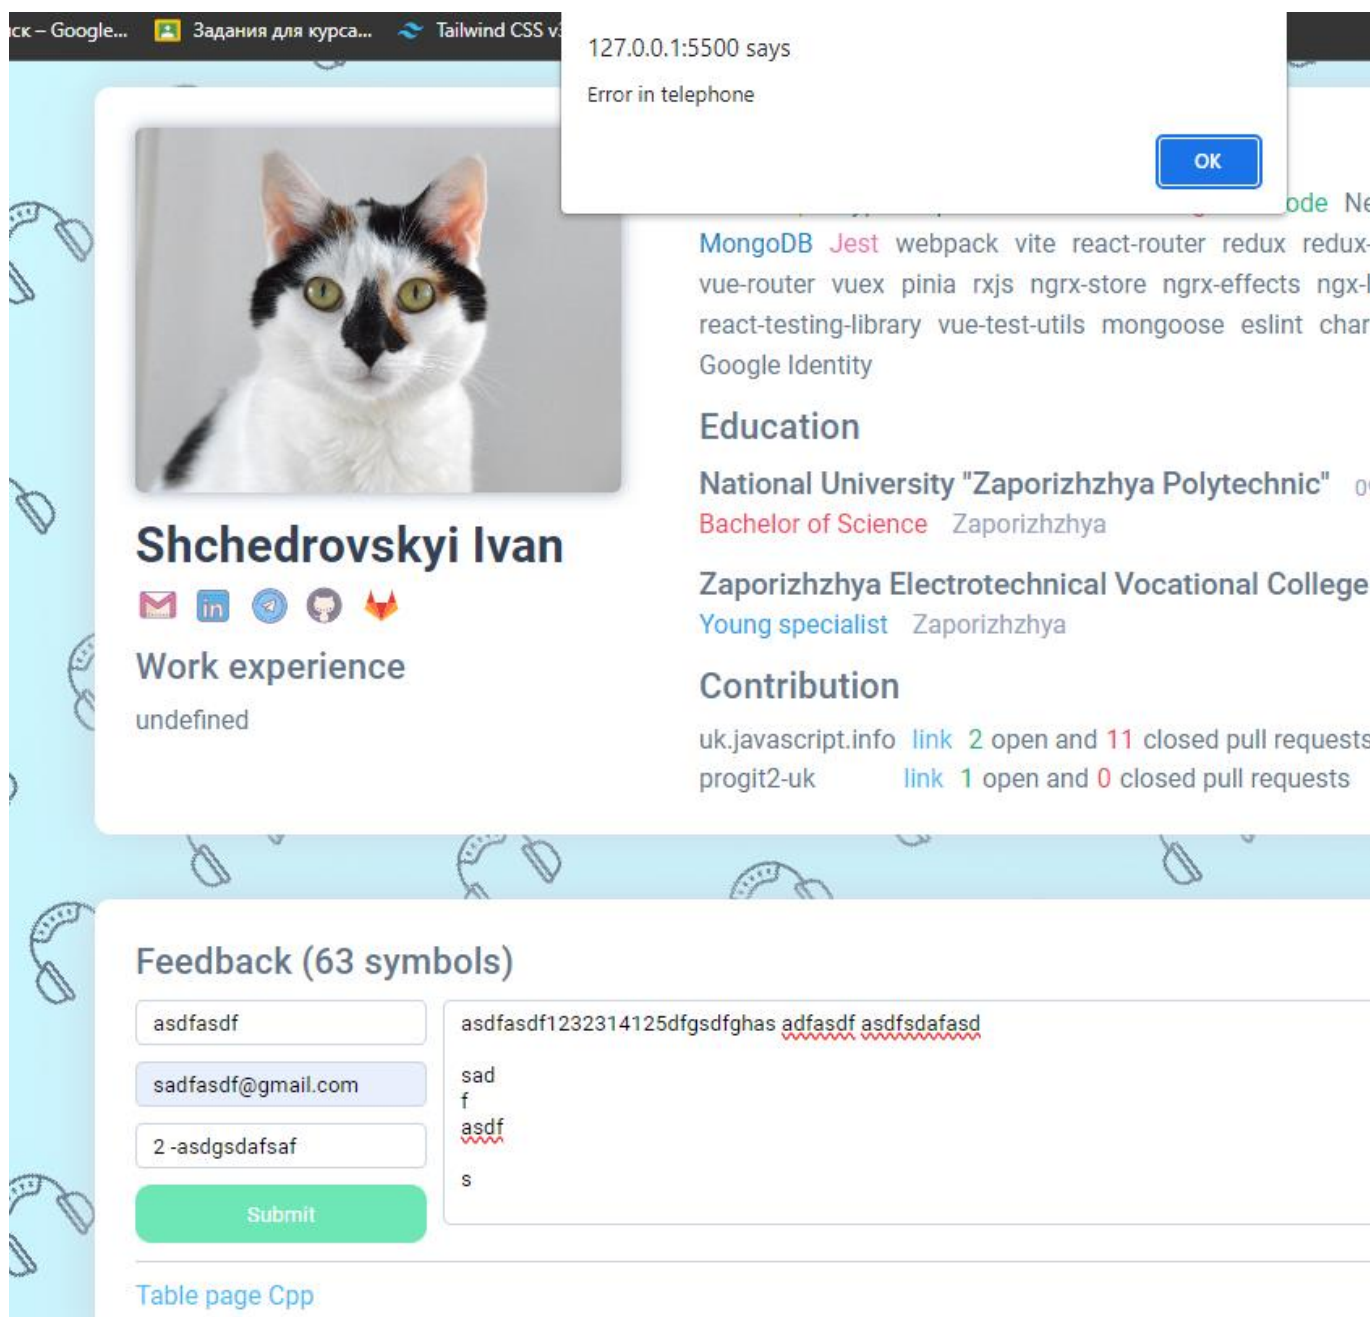 ск – Google...
Задания для курса...
Tailwind CSS v
127.0.0.1:5500 says
Error in telephone
OK
MongoDB Jest webpack vite react-router redux redux-
vue-router vuex pinia rxjs ngrx-store ngrx-effects
react-testing-library vue-test-utils mongoose eslint
Google Identity
Education
National University "Zaporizhzhya Polytechnic"
Bachelor of Science Zaporizhzhya
Zaporizhzhya Electrotechnical Vocational College
Young specialist Zaporizhzhya
Contribution
uk.javascript.info link 2 open and 11 closed pull requests
progit2-uk link 1 open and 0 closed pull requests
Shchedrovskyi Ivan
in
Work experience
undefined
Feedback (63 symbols)
asdfasdf
sadfasdf@gmail.com
2 -asdgsdafsaf
Submit
asdfasdf1232314125dfgsdfghas adfasdf asdfsdafasd
sad
f
asdf
s
Table page Cpp